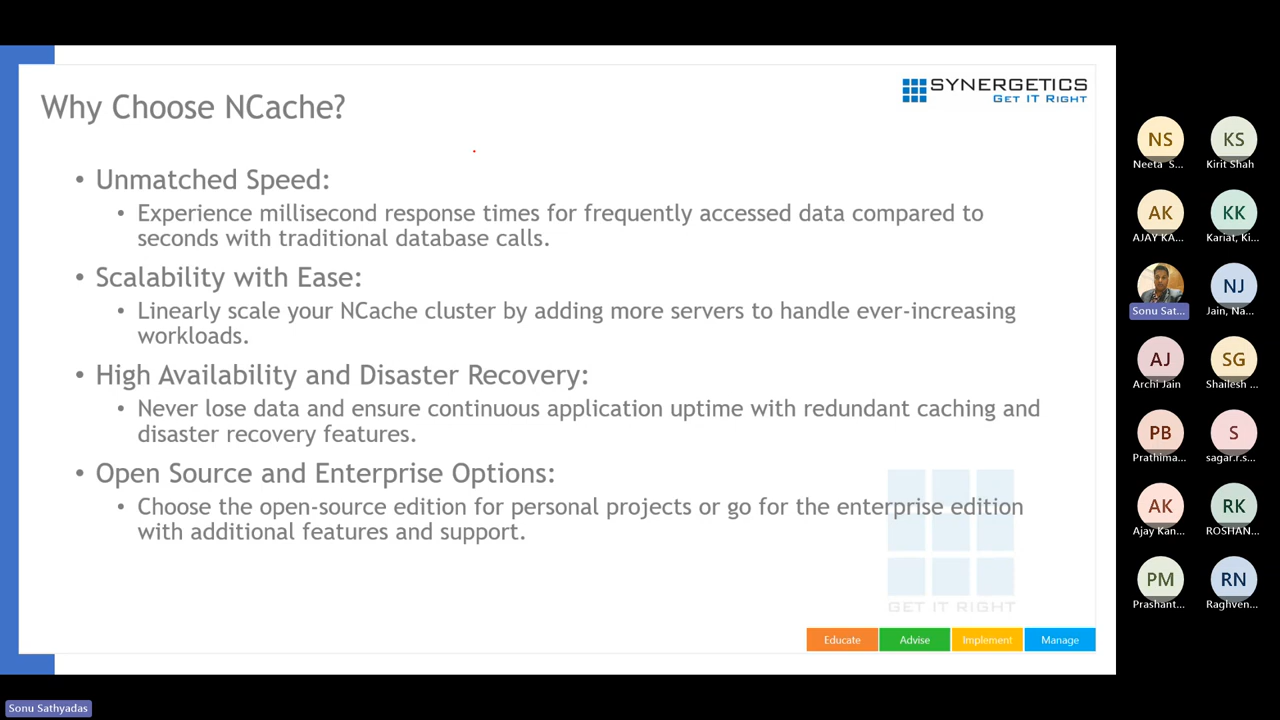 SYNERGETICS
GET IT RIGHT
Why Choose NCache?
• Unmatched Speed:
• Experience millisecond response times for frequently accessed data compared to
seconds with traditional database calls.
• Scalability with Ease:
• Linearly scale your NCache cluster by adding more servers to handle ever-increasing
workloads.
• High Availability and Disaster Recovery:
• Never lose data and ensure continuous application uptime with redundant caching and
disaster recovery features.
• Open Source and Enterprise Options:
• Choose the open-source edition for personal projects or go for the enterprise edition
with additional features and support.
GET IT RIGHT
Educate Advise Implement Manage
NS KS
Neeta S... Kirit Shah
AK KK
AJAY KA... Kariat, Ki...
NJ
Sonu Sat... Jain, Na...
AJ SG
Archi Jain Shailesh ...
PB S
Prathima... sagar.r.s...
AK RK
Ajay Kan... ROSHAN...
PM RN
Prashant... Raghven...
Sonu Sathyadas